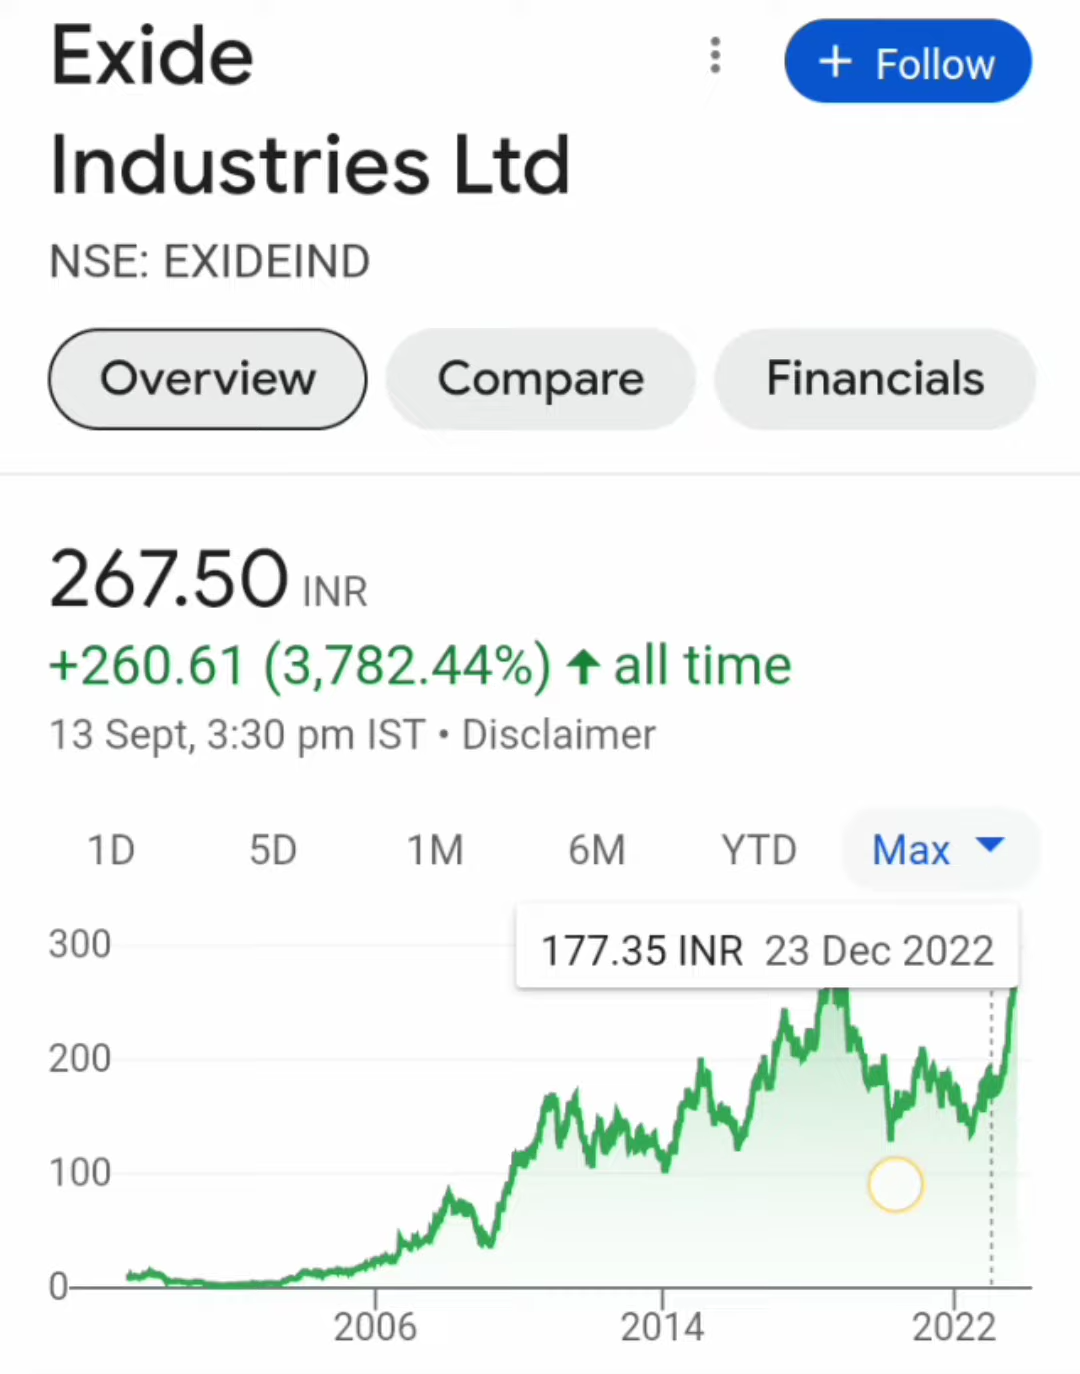 Exide
Industries Ltd
+ Follow
NSE: EXIDEIND
Overview Compare Financials
267.50 INR
+260.61 (3,782.44%) ↑ all time
13 Sept, 3:30 pm IST • Disclaimer
1D 5D 1M 6M YTD Max
177.35 INR 23 Dec 2022
300
200
100
0
2006 2014 2022